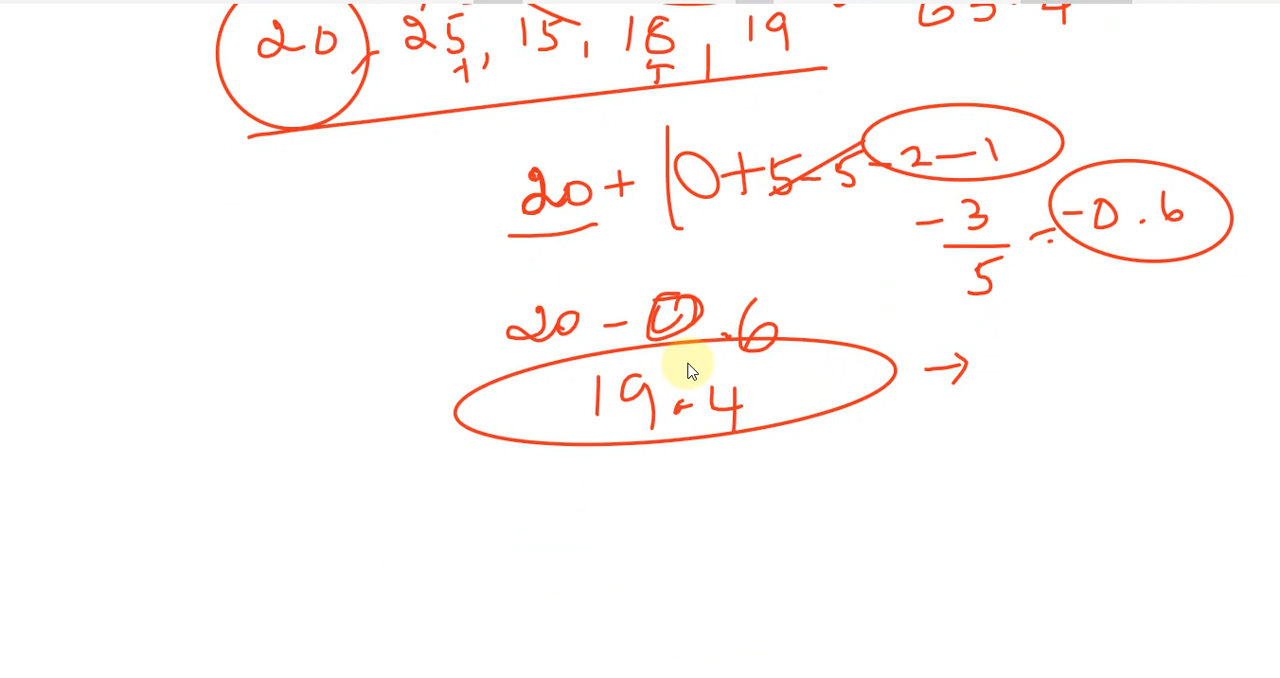 20, 25, 15, 18, 19
20 + 0 + 5 - 5 - 2 - 1
- 3
5
= -0.6
20 - 0.6
19.4 →